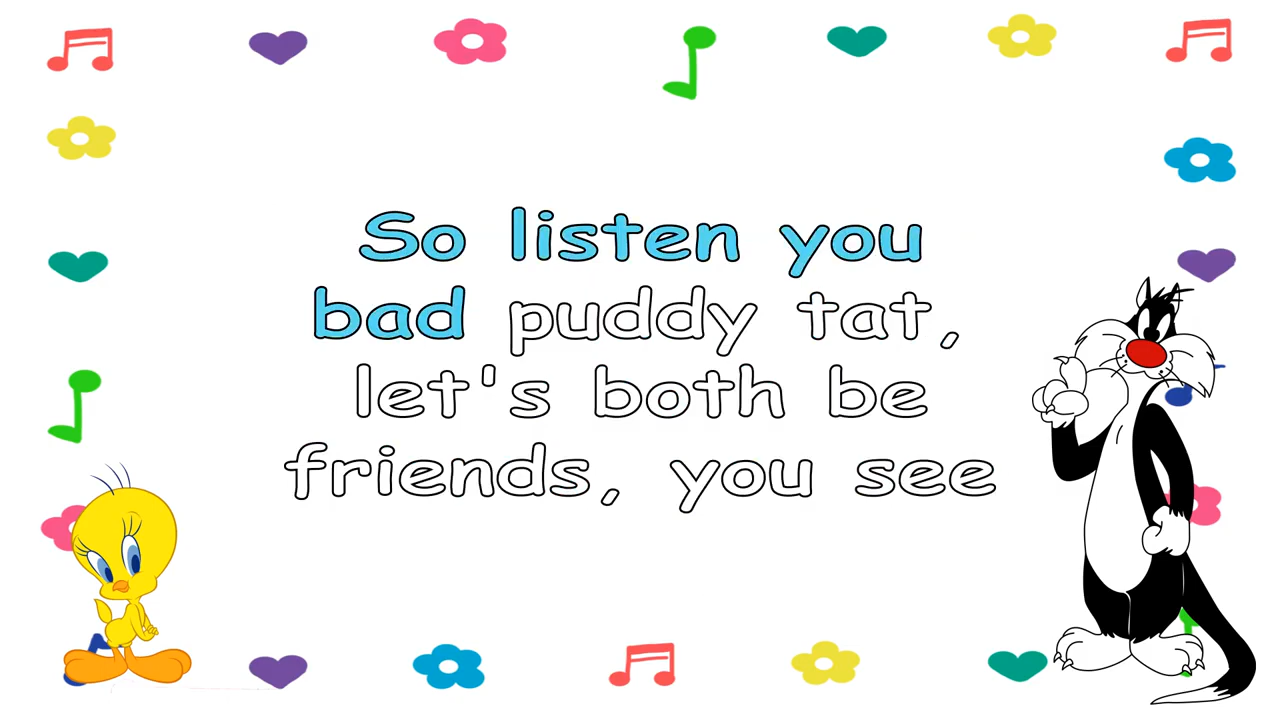 So listen you
bad puddy tat,
let's both be
friends, you see